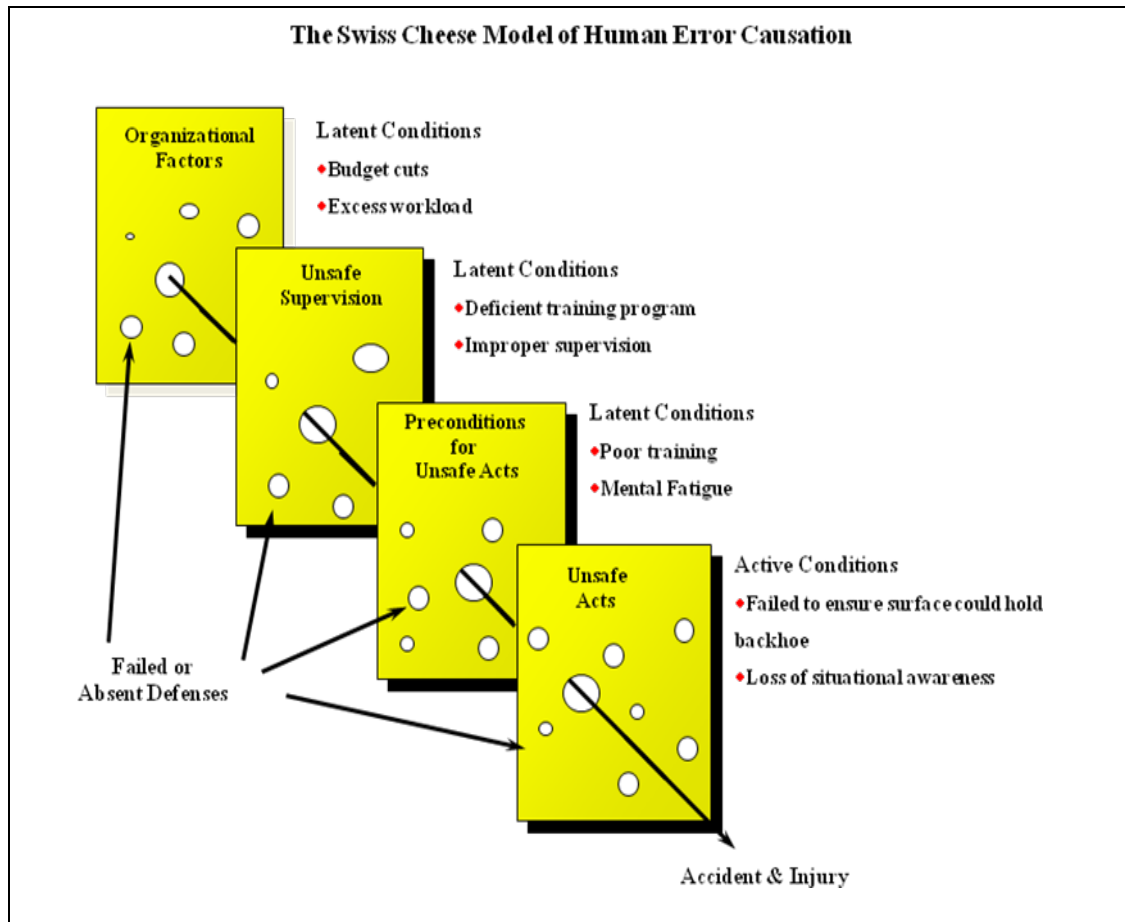 The Swiss Cheese Model of Human Error Causation
Organizational
Factors
Latent Conditions
Budget cuts
Excess workload
Unsafe
Supervision
Latent Conditions
Deficient training program
Improper supervision
Preconditions
for
Unsafe Acts
Latent Conditions
Poor training
Mental Fatigue
Unsafe
Acts
Active Conditions
Failed to ensure surface could hold
backhoe
Loss of situational awareness
Failed or
Absent Defenses
Accident & Injury